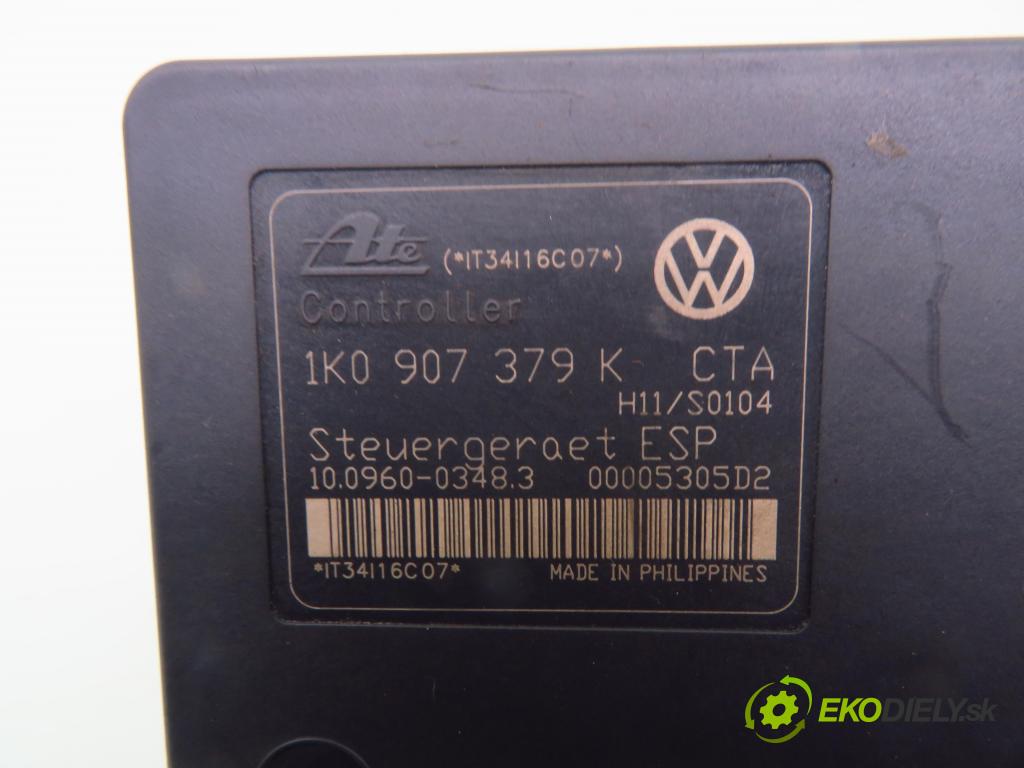 Ate (*IT34I16C07*)
Controller
1K0 907 379 K CTA
H11/S0104
Steuergeraet ESP
10.0960-0348.3 00005305D2
*IT34I16C07* MADE IN PHILIPPINES
EKODIELY.sk